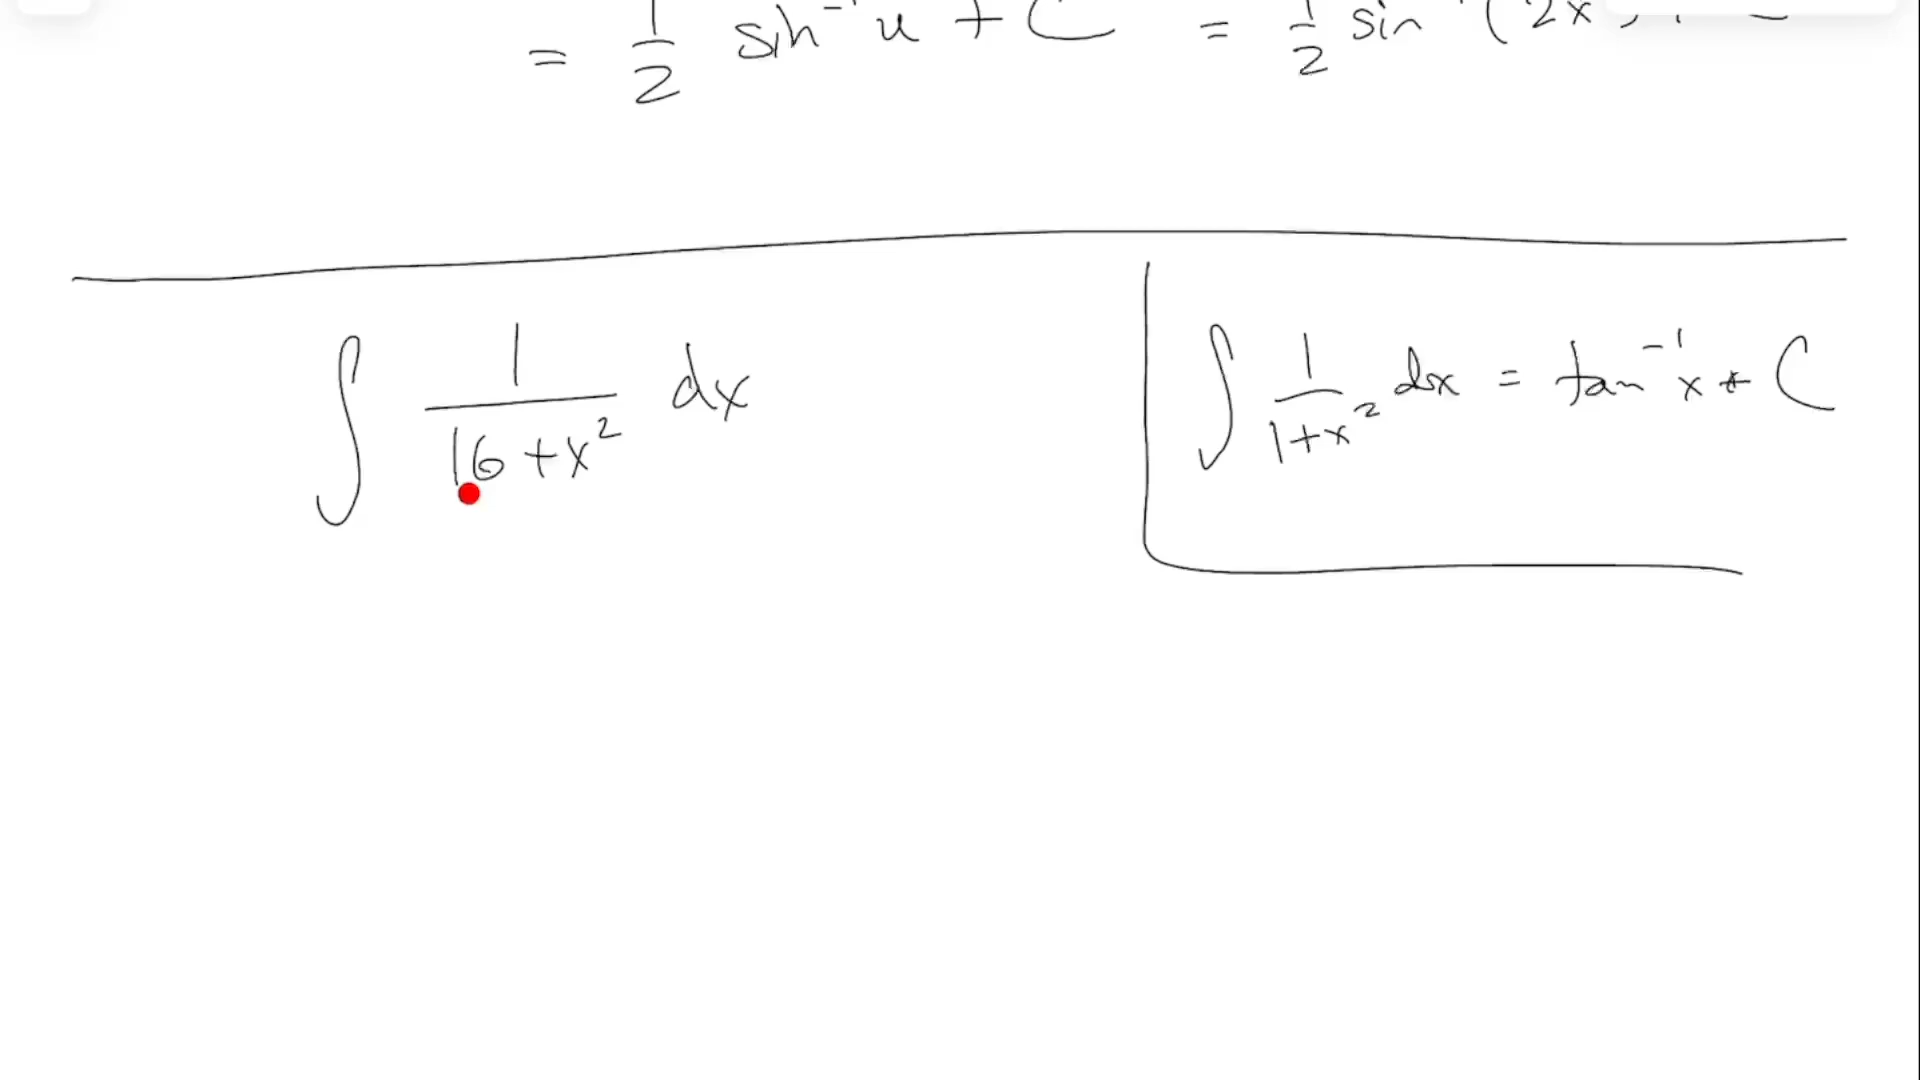 = 1/2 sin⁻¹ u + C = 1/2 sin⁻¹ (2x) + C
∫ 1/(16+x²) dx
∫ 1/(1+x²) dx = tan⁻¹ x + C